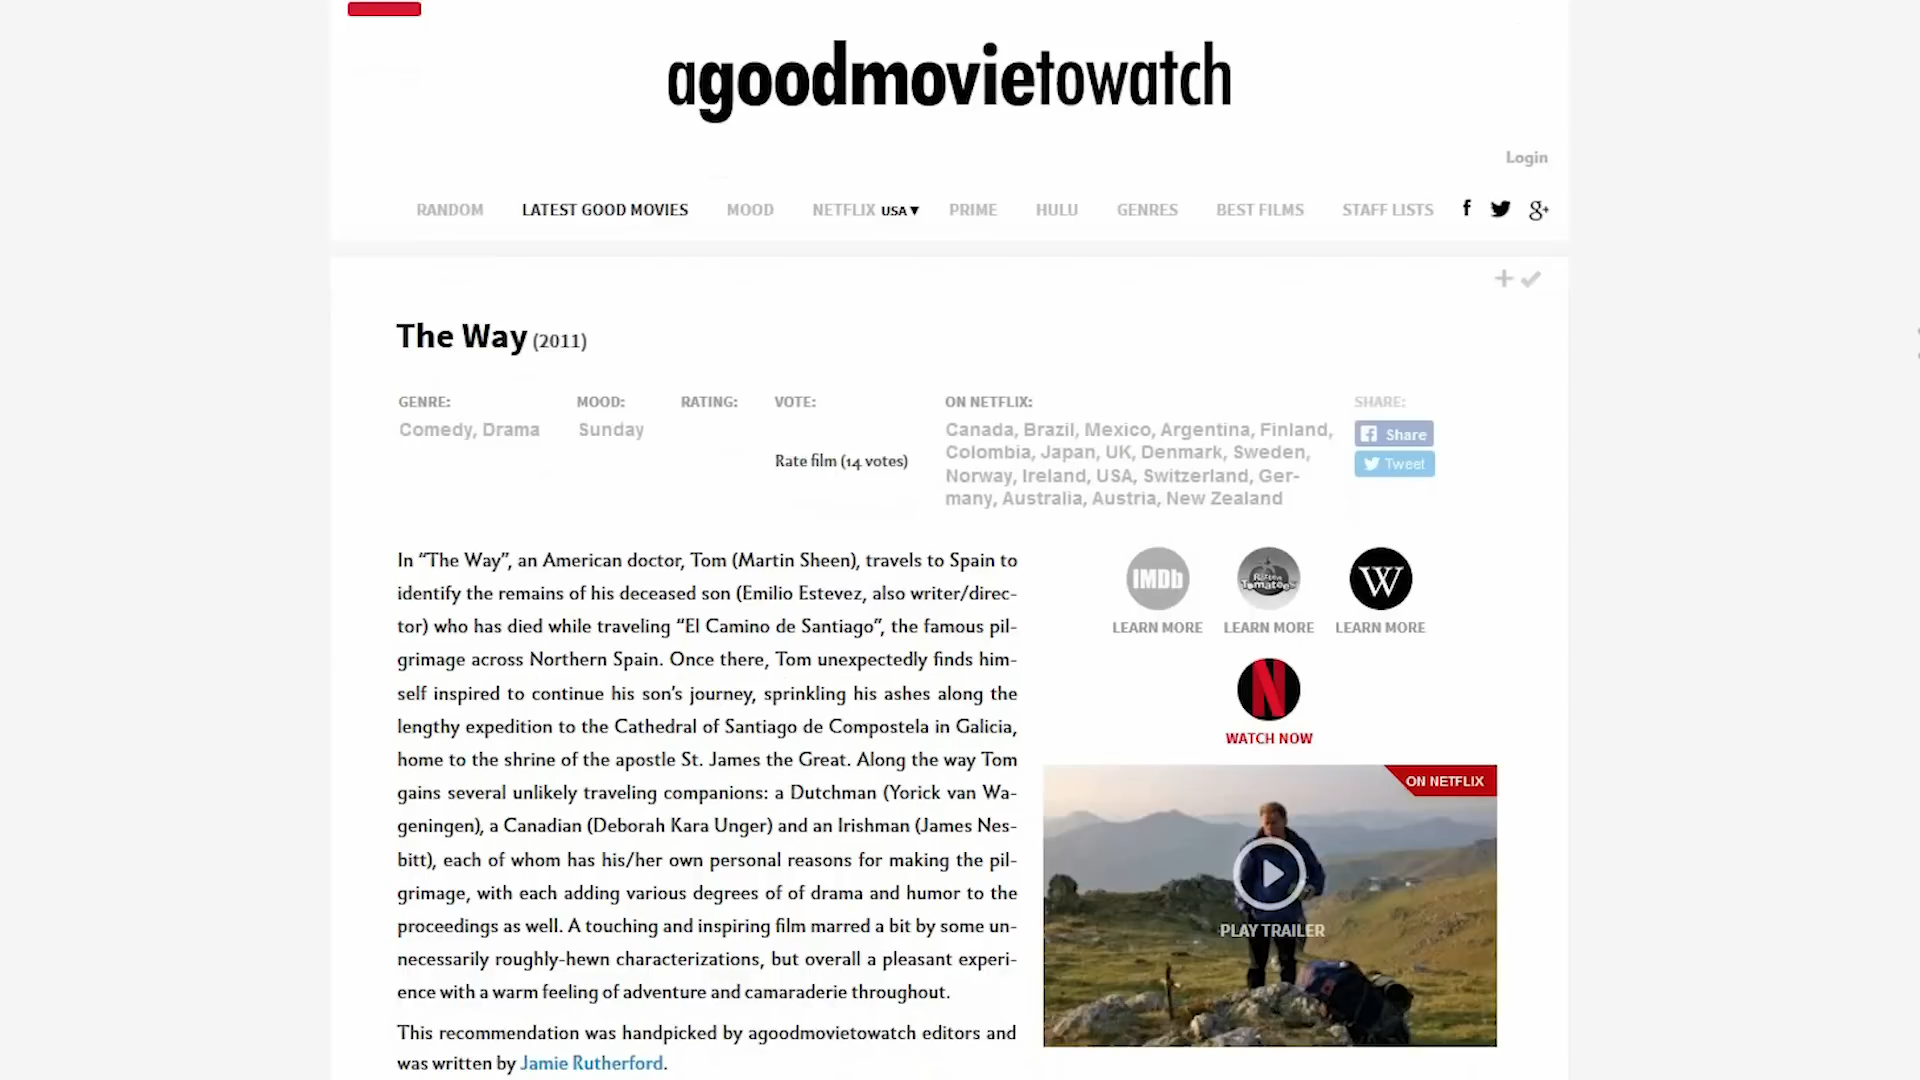 agoodmovietowatch
Login
RANDOM LATEST GOOD MOVIES MOOD NETFLIX USA▼ PRIME HULU GENRES BEST FILMS STAFF LISTS f g+
The Way (2011)
GENRE: MOOD: RATING: VOTE: ON NETFLIX: SHARE:
Comedy, Drama Sunday
Rate film (14 votes)
Canada, Brazil, Mexico, Argentina, Finland,
Colombia, Japan, UK, Denmark, Sweden,
Norway, Ireland, USA, Switzerland, Ger-
many, Australia, Austria, New Zealand
Share
Tweet
In “The Way”, an American doctor, Tom (Martin Sheen), travels to Spain to
identify the remains of his deceased son (Emilio Estevez, also writer/direc-
tor) who has died while traveling “El Camino de Santiago”, the famous pil-
grimage across Northern Spain. Once there, Tom unexpectedly finds him-
self inspired to continue his son’s journey, sprinkling his ashes along the
lengthy expedition to the Cathedral of Santiago de Compostela in Galicia,
home to the shrine of the apostle St. James the Great. Along the way Tom
gains several unlikely traveling companions: a Dutchman (Yorick van Wa-
geningen), a Canadian (Deborah Kara Unger) and an Irishman (James Nes-
bitt), each of whom has his/her own personal reasons for making the pil-
grimage, with each adding various degrees of of drama and humor to the
proceedings as well. A touching and inspiring film marred a bit by some un-
necessarily roughly-hewn characterizations, but overall a pleasant experi-
ence with a warm feeling of adventure and camaraderie throughout.
This recommendation was handpicked by agoodmovietowatch editors and
was written by Jamie Rutherford.
IMDb Rotten Tomatoes W
LEARN MORE LEARN MORE LEARN MORE
N
WATCH NOW
ON NETFLIX
PLAY TRAILER